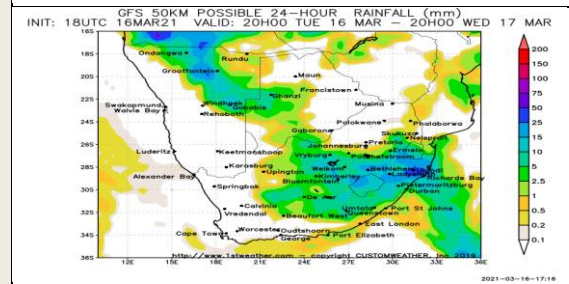 GFS 50KM POSSIBLE 24-HOUR RAINFALL (mm)
INIT: 18UTC 16MAR21 VALID: 20H00 TUE 16 MAR - 20H00 WED 17 MAR
16S
18S
20S
22S
24S
26S
28S
30S
32S
34S
36S
Ondangwa
Rundu
Grootfontein
Maun
Ghanzi
Francistown
Swakopmund
Windhoek
Gobabis
Walvis Bay
Rehoboth
Musina
Polokwane
Phalaborwa
Gaborone
Skukuza
Nelspruit
Pretoria
Johannesburg
Luderitz
Keetmanshoop
Vryburg
Potchefstroom
Ermelo
Karasburg
Welkom
Bethlehem
Alexander Bay
Upington
Kimberley
Ladysmith
Richards Bay
Bloemfontein
Springbok
Pietermaritzburg
Durban
De Aar
Calvinia
Umtata
Port St Johns
Vredendal
Beaufort West
Queenstown
East London
Cape Town
Worcester
Oudtshoorn
George
Port Elizabeth
http://www.1stweather.com - copyright CUSTOMWEATHER, Inc 2019
12E 15E 18E 21E 24E 27E 30E 33E 36E
200
150
100
75
50
25
15
10
5
2.5
1
0.5
0.2
0.1
2021-03-16-17:16